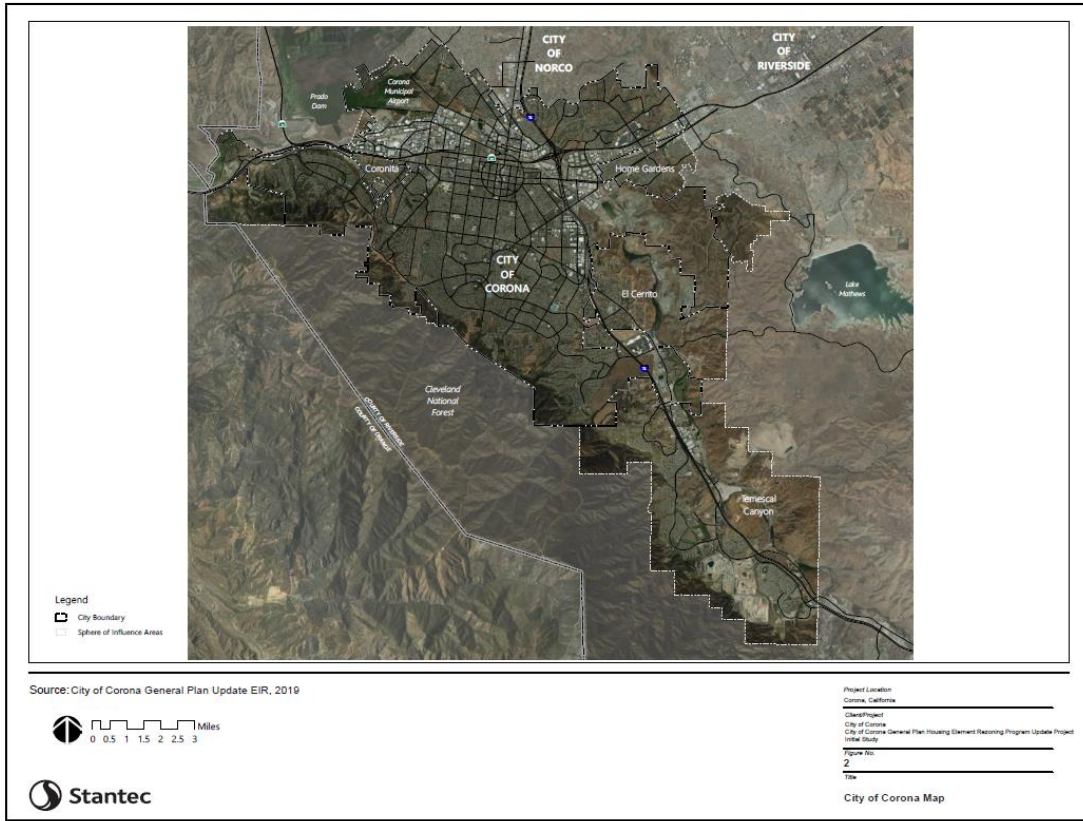 CITY
OF
NORCO
CITY
OF
RIVERSIDE
Corona
Municipal
Airport
Prado
Dam
Coronita
Home Gardens
CITY
OF
CORONA
El Cerrito
Lake
Mathews
Cleveland
National
Forest
COUNTY OF RIVERSIDE
COUNTY OF ORANGE
Temescal
Canyon
Legend
City Boundary
Sphere of Influence Areas
Source: City of Corona General Plan Update EIR, 2019
Miles
0 0.5 1 1.5 2 2.5 3
Stantec
Project Location
Corona, California
Client/Project
City of Corona
City of Corona General Plan Housing Element Rezoning Program Update Project
Initial Study
Figure No.
2
Title
City of Corona Map